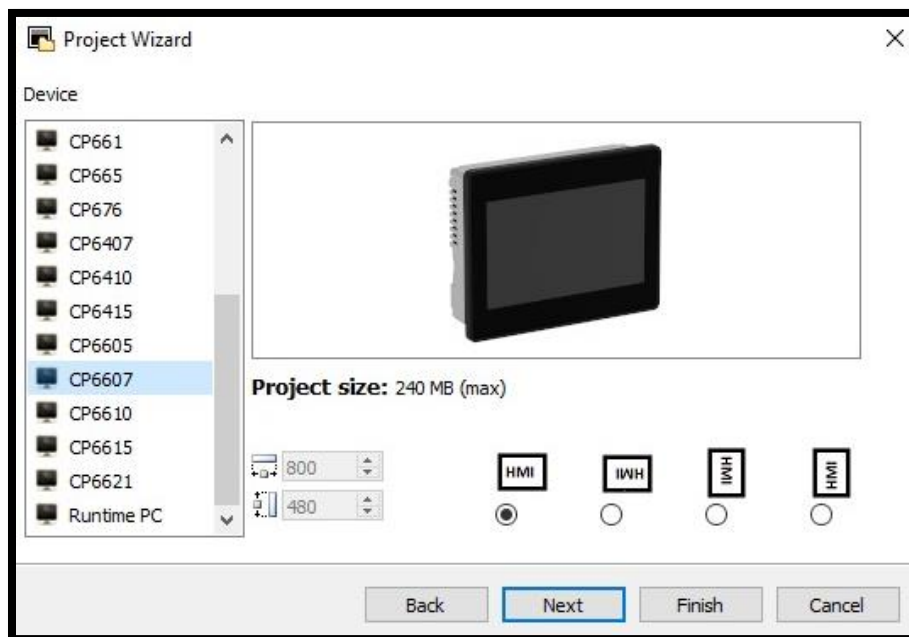 Project Wizard
Device
CP661
CP665
CP676
CP6407
CP6410
CP6415
CP6605
CP6607
CP6610
CP6615
CP6621
Runtime PC
Project size: 240 MB (max)
800
480
HMI
HMI
HMI
HMI
Back
Next
Finish
Cancel